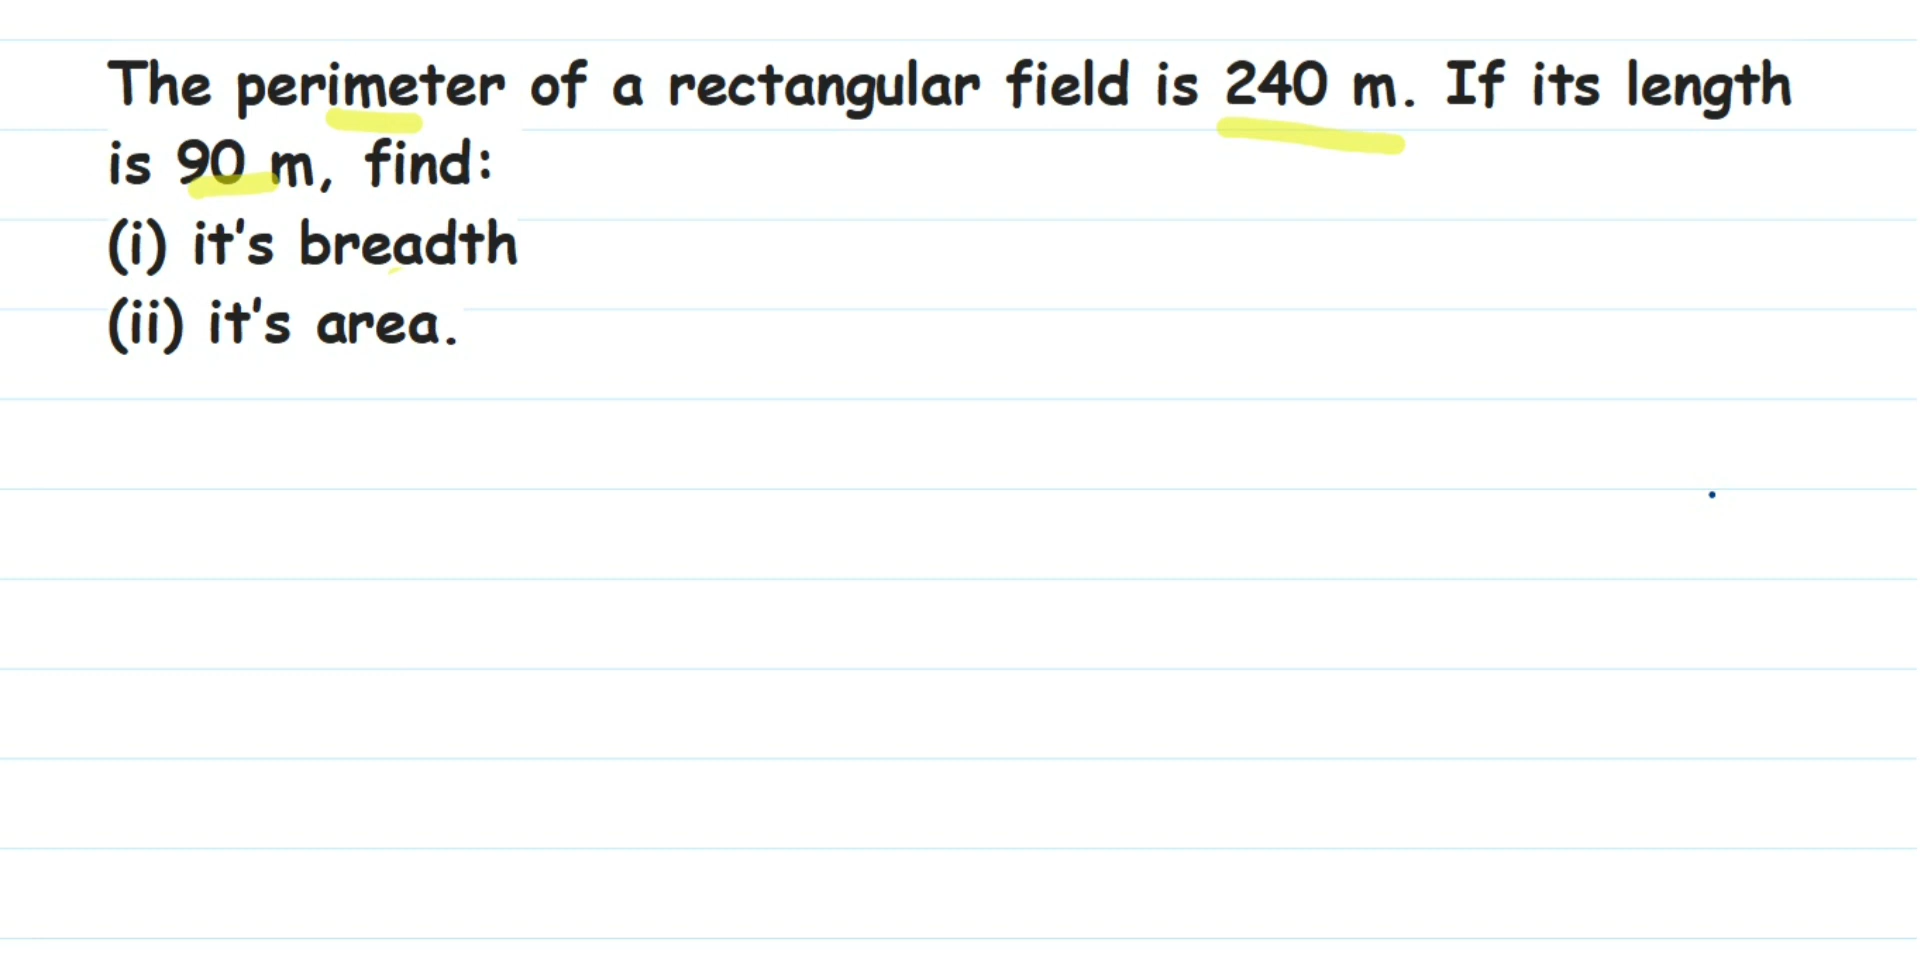 The perimeter of a rectangular field is 240 m. If its length
is 90 m, find:
(i) it's breadth
(ii) it's area.